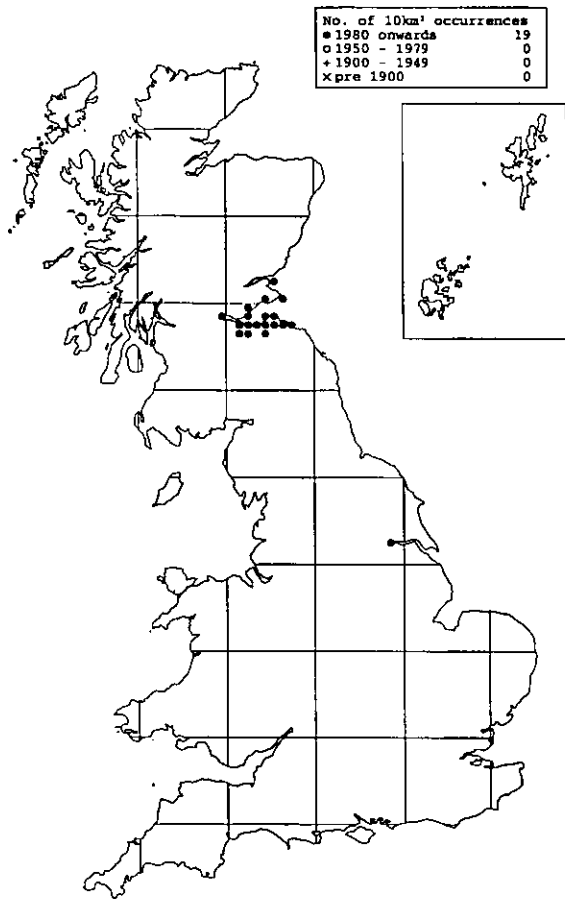 No. of 10km² occurrences
● 1980 onwards 19
o 1950 - 1979 0
+ 1900 - 1949 0
x pre 1900 0